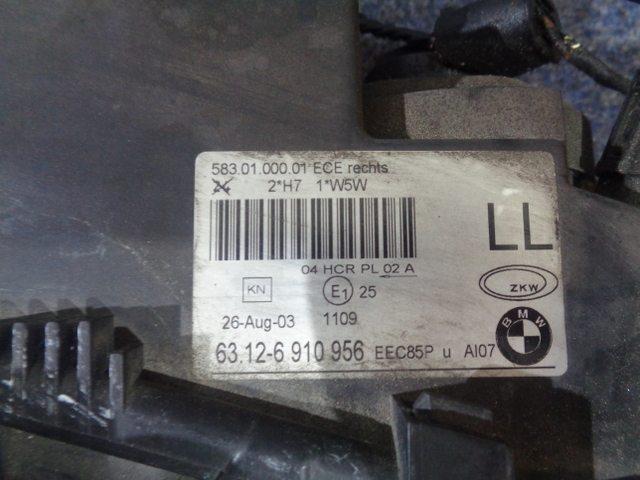 583.01.000.01 ECE rechts
2*H7 1*W5W
LL
04 HCR PL 02 A
KN E1 25
ZKW
26-Aug-03 1109
BMW
63.12-6 910 956 EEC85P u AI07